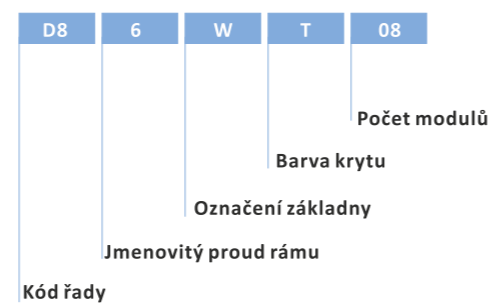 D8 6 W T 08
Počet modulů
Barva krytu
Označení základny
Jmenovitý proud rámu
Kód řady